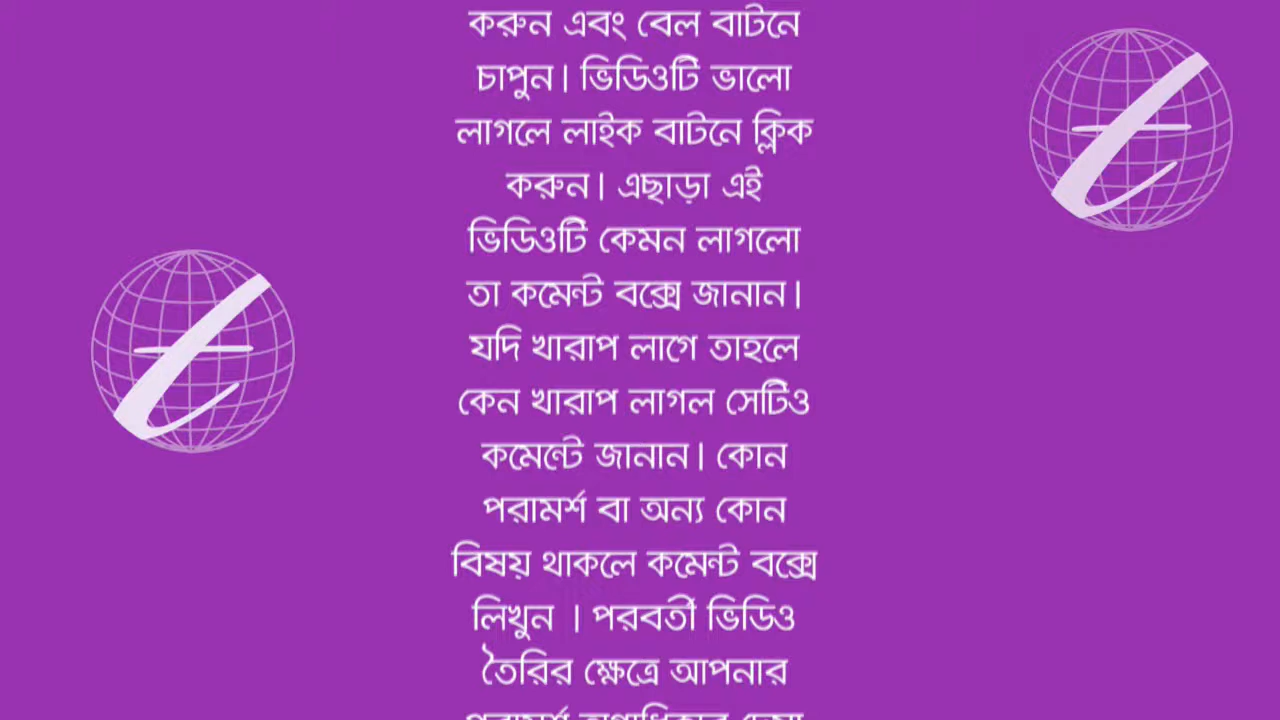 করুন এবং বেল বাটনে
চাপুন। ভিডিওটি ভালো
লাগলে লাইক বাটনে ক্লিক
করুন। এছাড়া এই
ভিডিওটি কেমন লাগলো
তা কমেন্ট বক্সে জানান।
যদি খারাপ লাগে তাহলে
কেন খারাপ লাগল সেটিও
কমেন্টে জানান। কোন
পরামর্শ বা অন্য কোন
বিষয় থাকলে কমেন্ট বক্সে
লিখুন । পরবর্তী ভিডিও
তৈরির ক্ষেত্রে আপনার